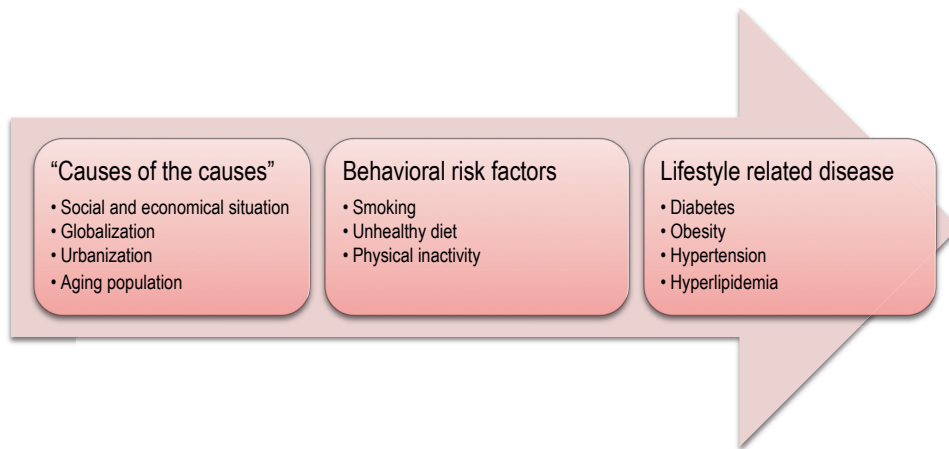 “Causes of the causes”
• Social and economical situation
• Globalization
• Urbanization
• Aging population
Behavioral risk factors
• Smoking
• Unhealthy diet
• Physical inactivity
Lifestyle related disease
• Diabetes
• Obesity
• Hypertension
• Hyperlipidemia